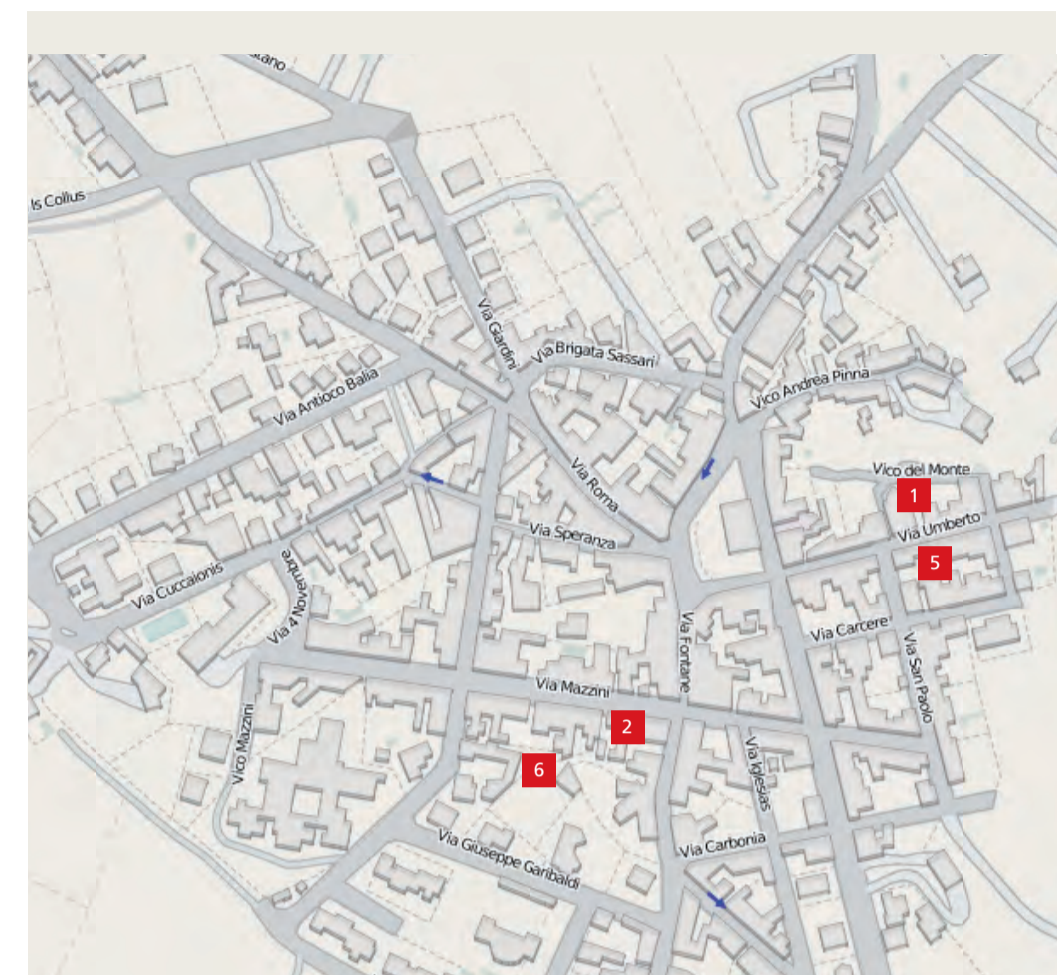 Is Collus
Via Giardini
Via Brigata Sassari
Via Antioco Balia
Vico Andrea Pinna
Via Roma
Vico del Monte
1
Via Umberto
Via Speranza
5
Via Cuccaionis
Via 4 Novembre
Via Carcere
Via Fontane
Via San Paolo
Via Mazzini
2
Vico Mazzini
6
Via Iglesias
Via Giuseppe Garibaldi
Via Carbonia